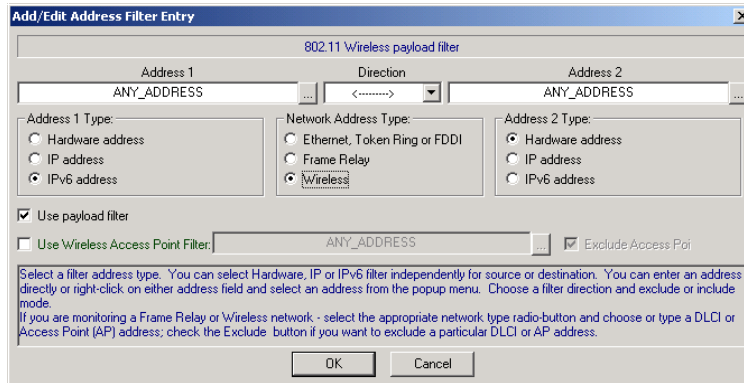 Add/Edit Address Filter Entry
802.11 Wireless payload filter
Address 1 Direction Address 2
ANY_ADDRESS ... <--------> ANY_ADDRESS ...
Address 1 Type: Network Address Type: Address 2 Type:
Hardware address Ethernet, Token Ring or FDDI Hardware address
IP address Frame Relay IP address
IPv6 address Wireless IPv6 address
Use payload filter
Use Wireless Access Point Filter: ANY_ADDRESS ... Exclude Access Poi
Select a filter address type. You can select Hardware, IP or IPv6 filter independently for source or destination. You can enter an address
directly or right-click on either address field and select an address from the popup menu. Choose a filter direction and exclude or include
mode.
If you are monitoring a Frame Relay or Wireless network - select the appropriate network type radio-button and choose or type a DLCI or
Access Point (AP) address; check the Exclude button if you want to exclude a particular DLCI or AP address.
OK Cancel